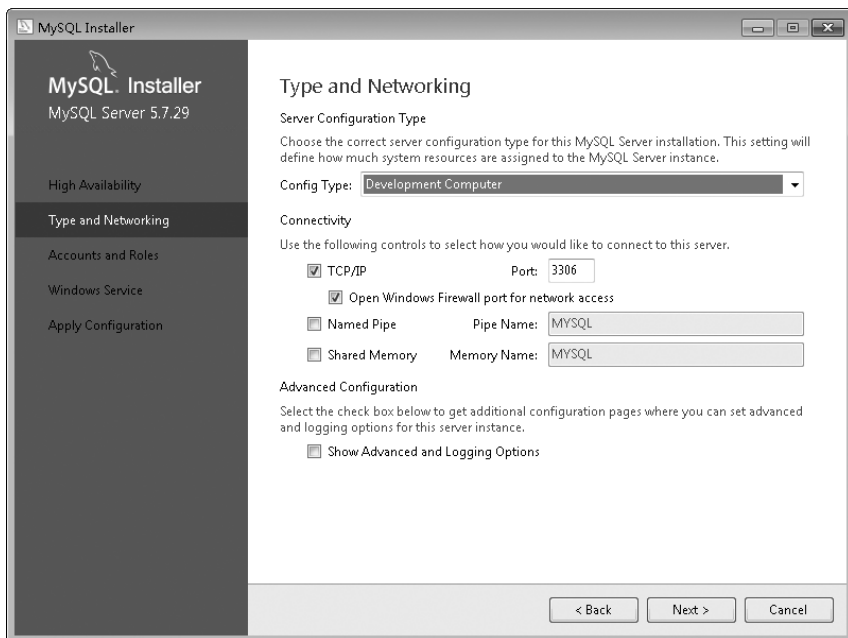 MySQL Installer
MySQL. Installer
MySQL Server 5.7.29
High Availability
Type and Networking
Accounts and Roles
Windows Service
Apply Configuration
Type and Networking
Server Configuration Type
Choose the correct server configuration type for this MySQL Server installation. This setting will
define how much system resources are assigned to the MySQL Server instance.
Config Type: Development Computer
Connectivity
Use the following controls to select how you would like to connect to this server.
TCP/IP Port: 3306
Open Windows Firewall port for network access
Named Pipe Pipe Name: MYSQL
Shared Memory Memory Name: MYSQL
Advanced Configuration
Select the check box below to get additional configuration pages where you can set advanced
and logging options for this server instance.
Show Advanced and Logging Options
< Back Next > Cancel